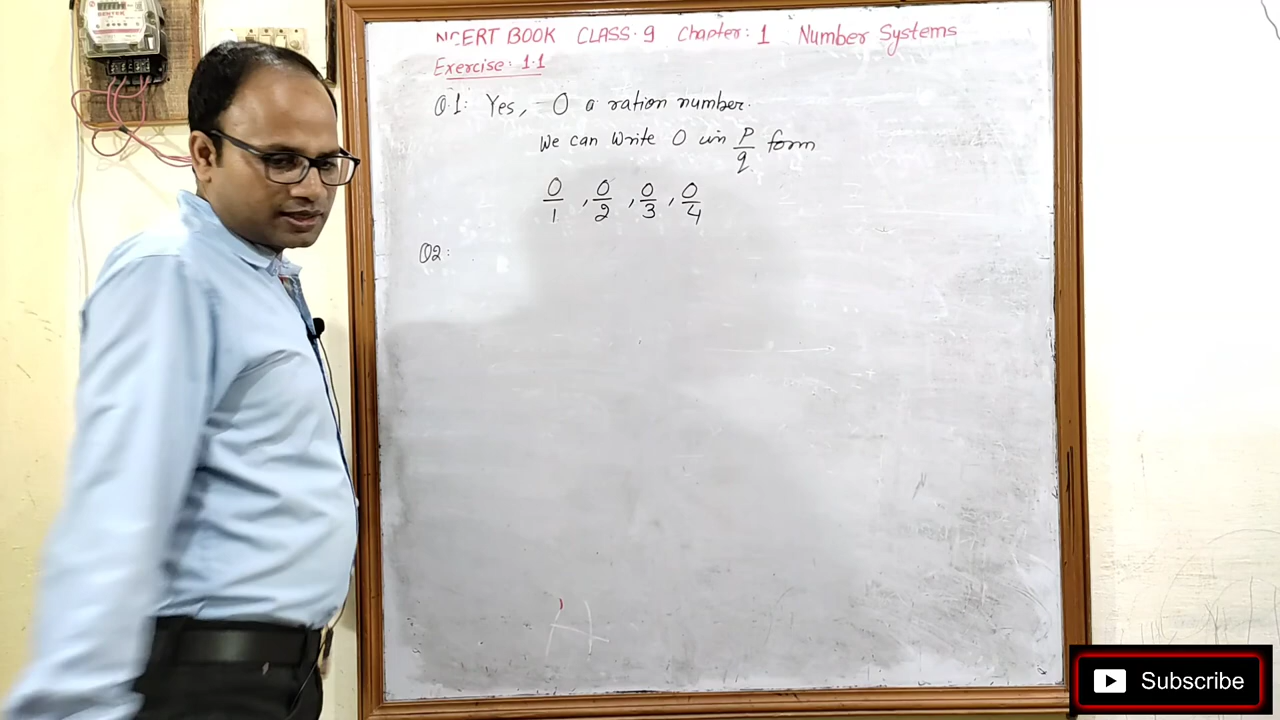 NCERT BOOK CLASS·9 Chapter: 1 Number Systems
Exercise: 1.1
Q.1: Yes, 0 a ration number.
We can write 0 in p/q form
0/1, 0/2, 0/3, 0/4
Q2:
Subscribe